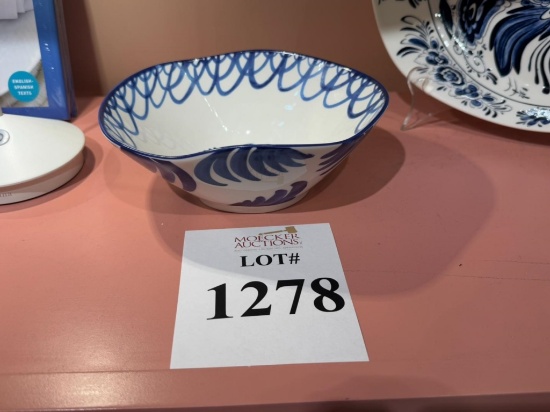 ENGLISH-
SPANISH
TEXTS
MOECKER
AUCTIONS
LOT#
1278